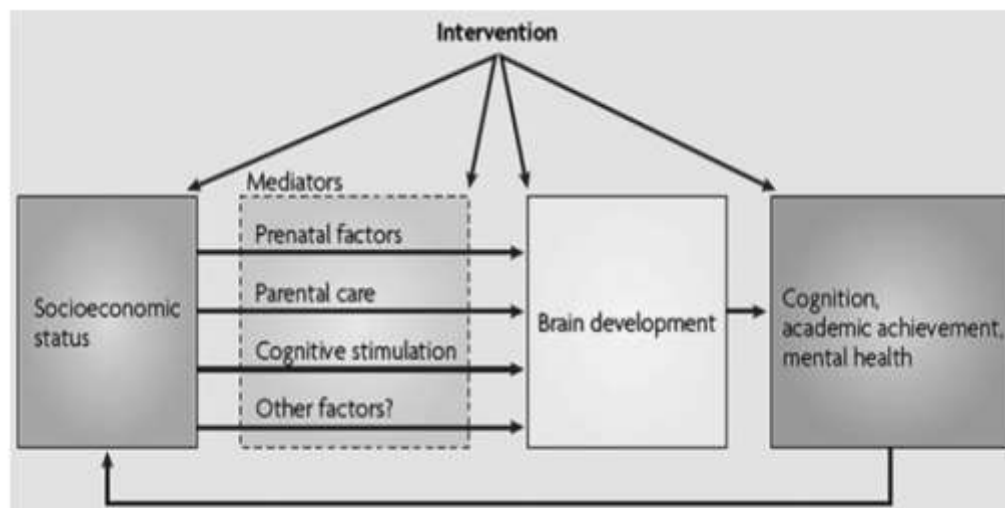 Intervention
Mediators
Prenatal factors
Parental care
Cognitive stimulation
Other factors?
Socioeconomic
status
Brain development
Cognition,
academic achievement,
mental health